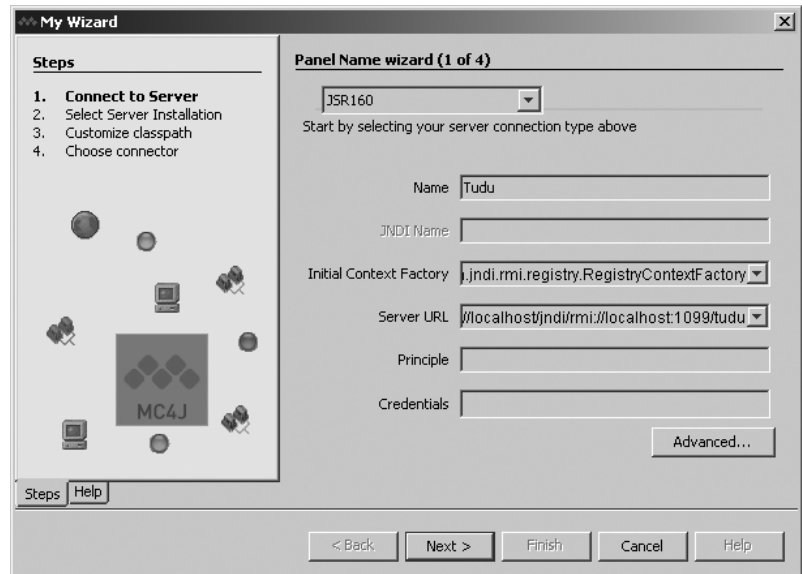 My Wizard
Steps
1. Connect to Server
2. Select Server Installation
3. Customize classpath
4. Choose connector
MC4J
Steps Help
Panel Name wizard (1 of 4)
JSR160
Start by selecting your server connection type above
Name Tudu
JNDI Name
Initial Context Factory .jndi.rmi.registry.RegistryContextFactory
Server URL //localhost/jndi/rmi://localhost:1099/tudu
Principle
Credentials
Advanced...
< Back Next > Finish Cancel Help